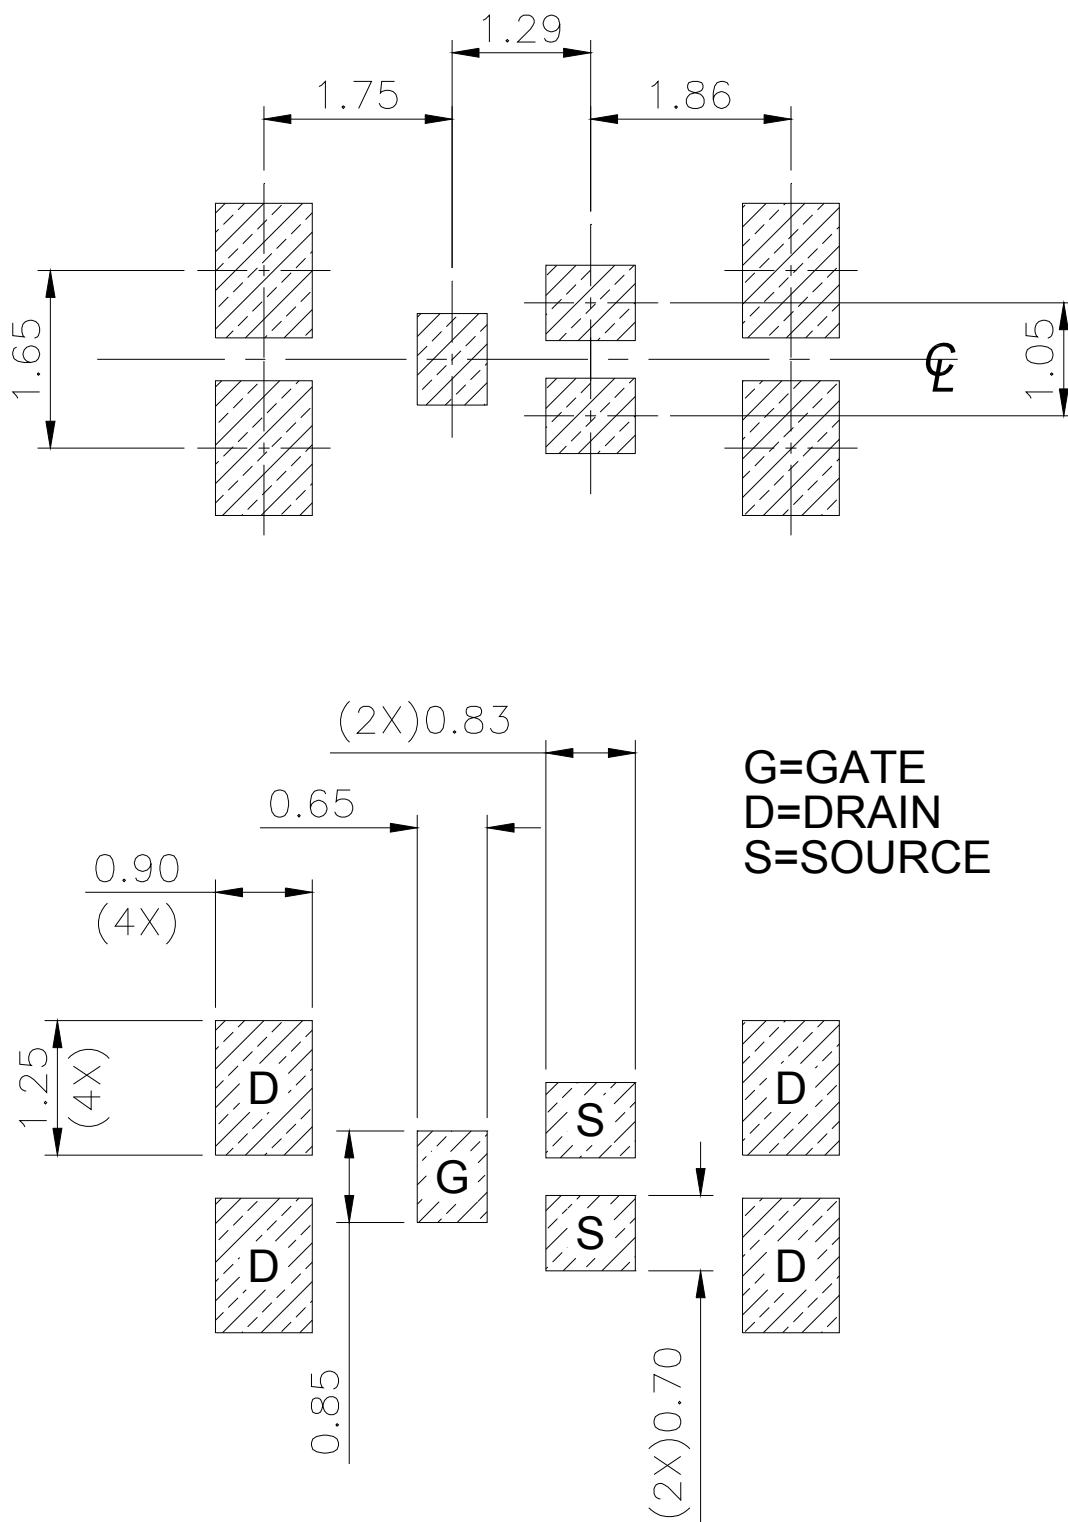 1.29
1.75
1.86
1.65
1.05
℄
(2X)0.83
G=GATE
D=DRAIN
S=SOURCE
0.65
0.90
(4X)
1.25
(4X)
D
S
D
G
D
S
D
0.85
(2X)0.70